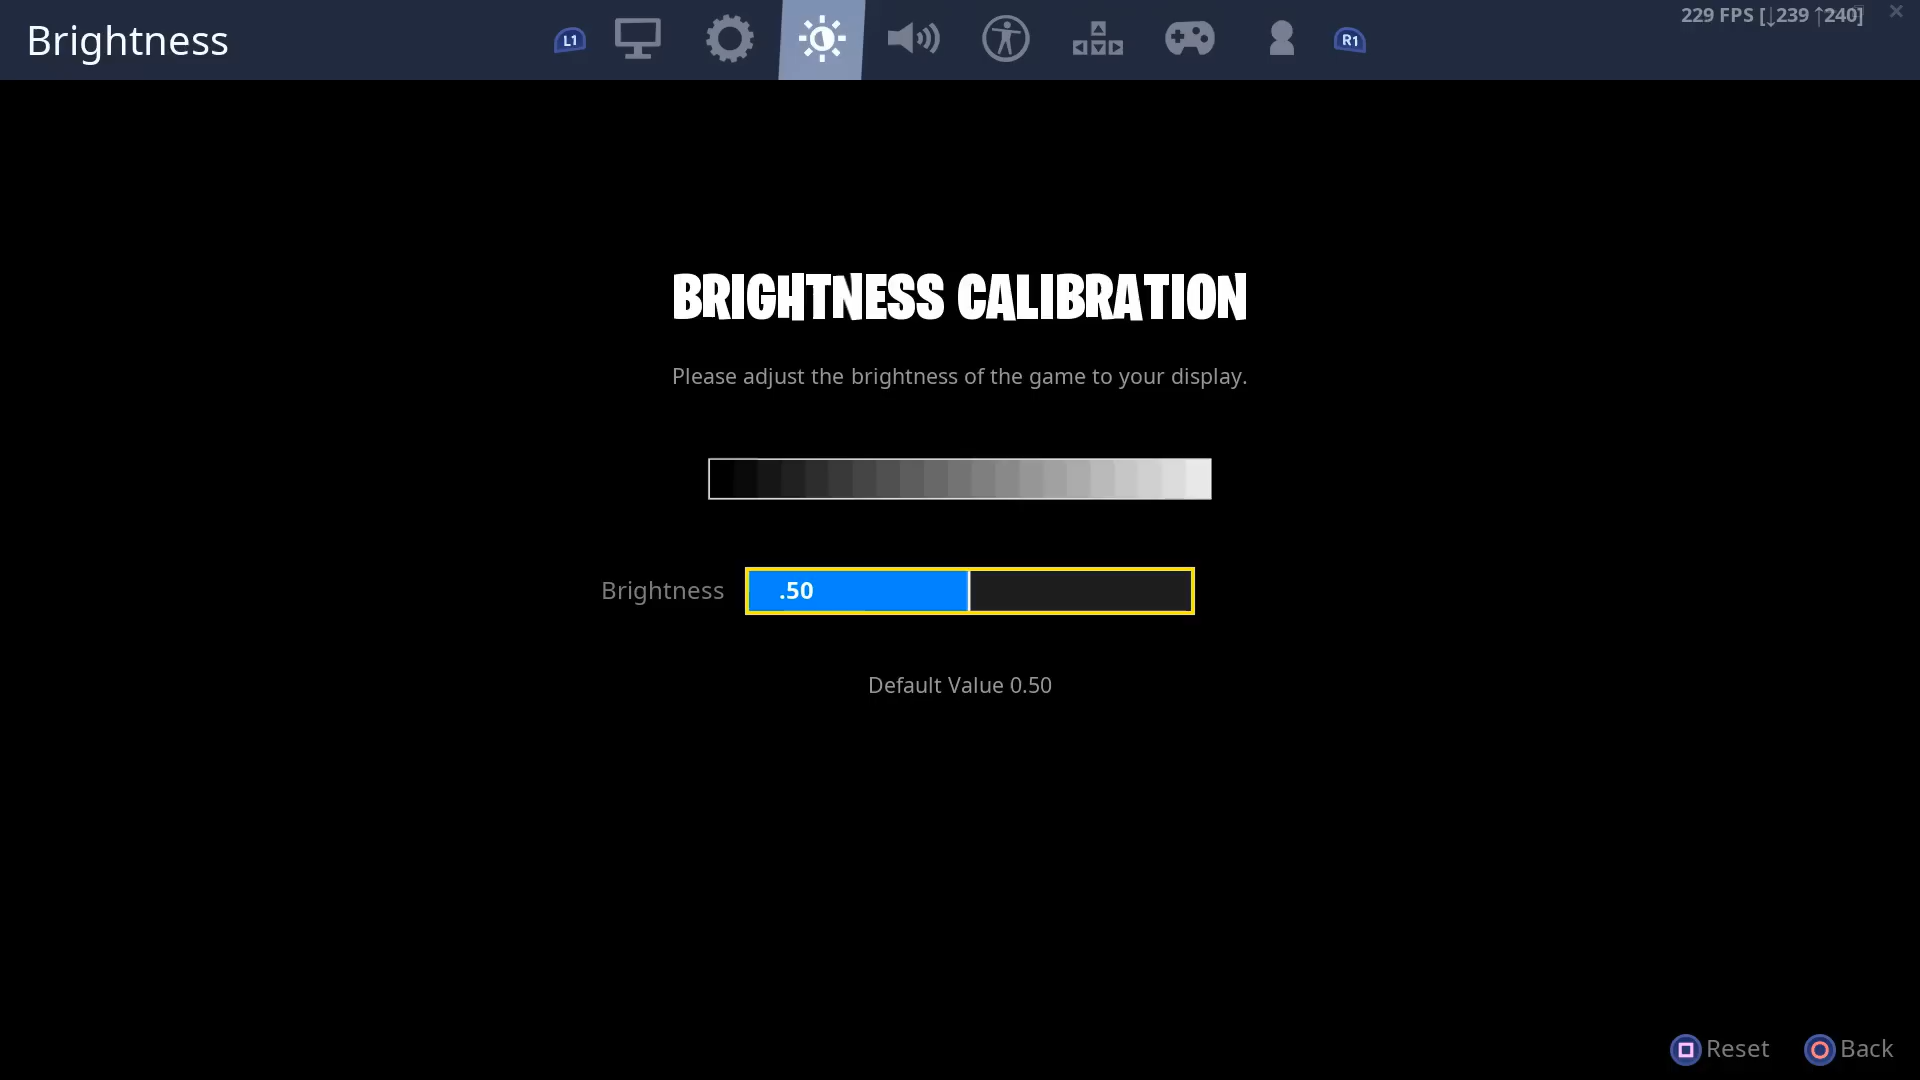 Brightness
L1
R1
229 FPS [↓239 ↑240]
BRIGHTNESS CALIBRATION
Please adjust the brightness of the game to your display.
Brightness
.50
Default Value 0.50
Reset
Back